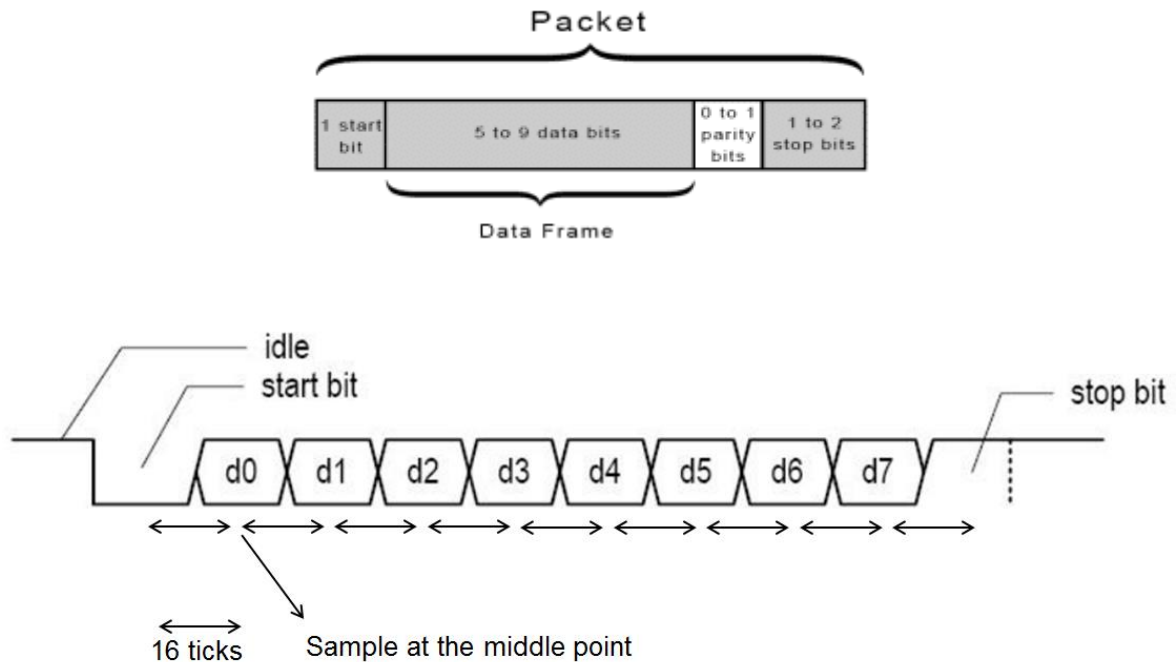 Packet
1 start
bit
5 to 9 data bits
0 to 1
parity
bits
1 to 2
stop bits
Data Frame
idle
start bit
stop bit
d0 d1 d2 d3 d4 d5 d6 d7
16 ticks
Sample at the middle point